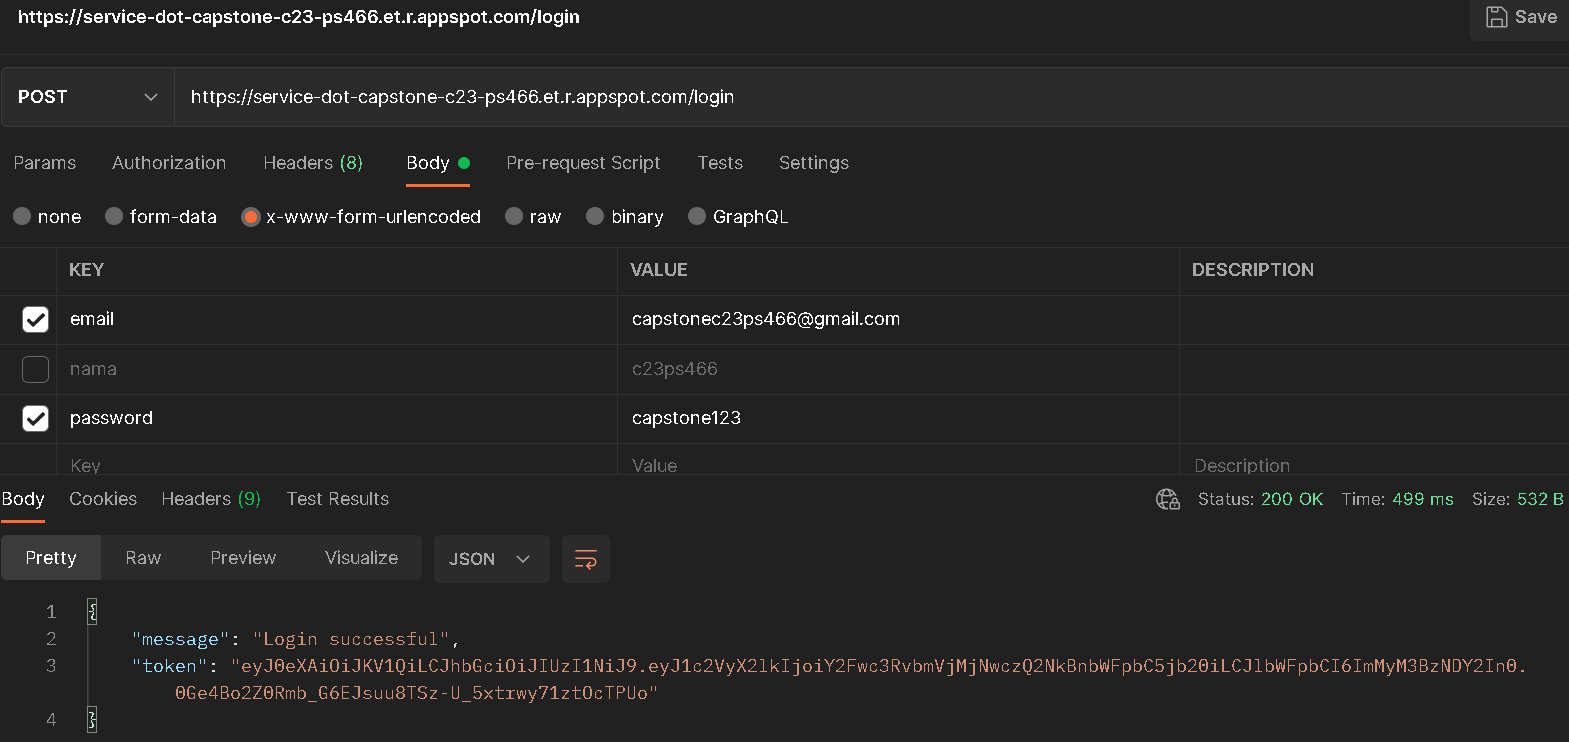 https://service-dot-capstone-c23-ps466.et.r.appspot.com/login
Save
POST https://service-dot-capstone-c23-ps466.et.r.appspot.com/login
Params Authorization Headers (8) Body Pre-request Script Tests Settings
none form-data x-www-form-urlencoded raw binary GraphQL
KEY VALUE DESCRIPTION
email capstonec23ps466@gmail.com
nama c23ps466
password capstone123
Key Value Description
Body Cookies Headers (9) Test Results Status: 200 OK Time: 499 ms Size: 532 B
Pretty Raw Preview Visualize JSON
1 {
2 "message": "Login successful",
3 "token": "eyJ0eXAiOiJKV1QiLCJhbGciOiJIUzI1NiJ9.eyJ1c2VyX2lkIjoiY2Fwc3RvbmVjMjNwczQ2NkBnbWFpbC5jb20iLCJlbWFpbCI6ImMyM3BzNDY2In0.
0Ge4Bo2Z0Rmb_G6EJsuu8TSz-U_5xtrwy71ztOcTPUo"
4 }